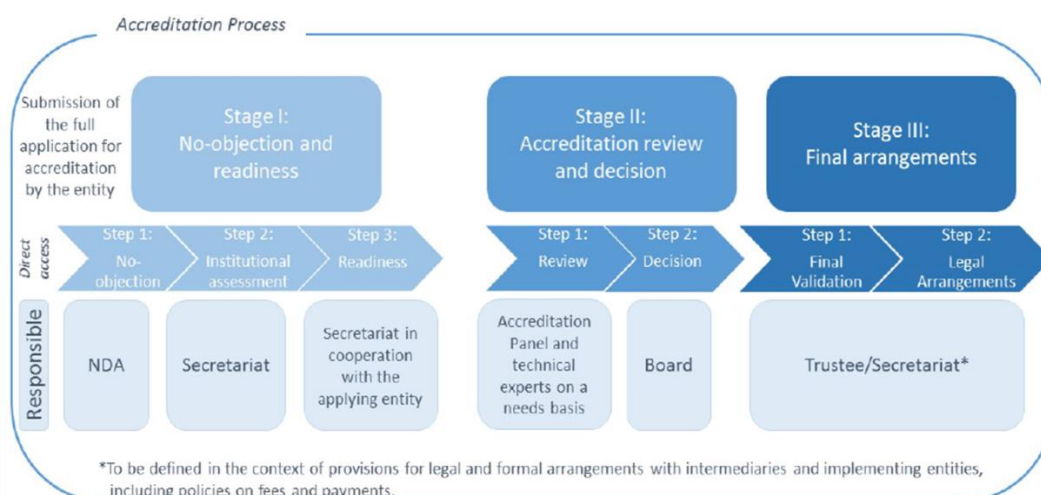 Accreditation Process
Submission of
the full
application for
accreditation
by the entity
Stage I:
No-objection and
readiness
Stage II:
Accreditation review
and decision
Stage III:
Final arrangements
Direct
access
Step 1:
No-
objection
Step 2:
Institutional
assessment
Step 3:
Readiness
Step 1:
Review
Step 2:
Decision
Step 1:
Final
Validation
Step 2:
Legal
Arrangements
Responsible
NDA
Secretariat
Secretariat in
cooperation
with the
applying entity
Accreditation
Panel and
technical
experts on a
needs basis
Board
Trustee/Secretariat*
*To be defined in the context of provisions for legal and formal arrangements with intermediaries and implementing entities,
including policies on fees and payments.